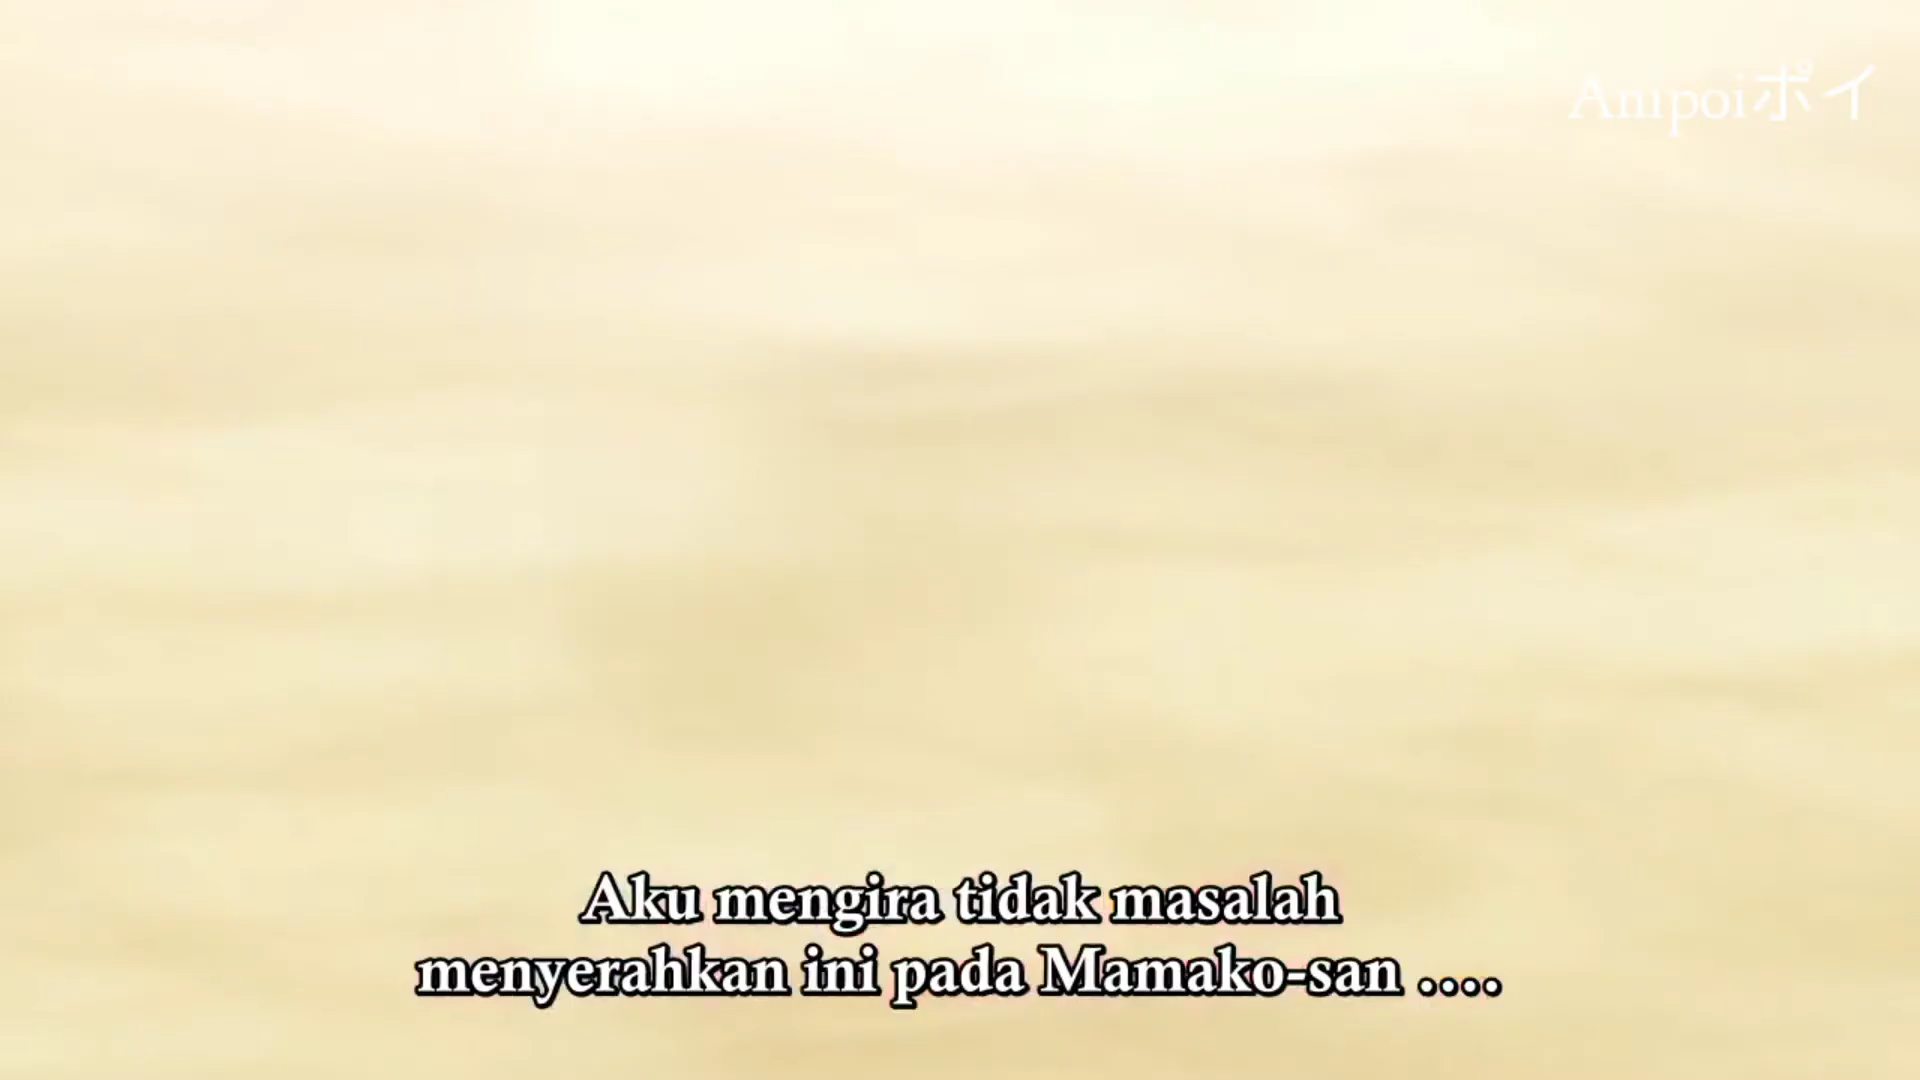 Anipoiポイ
Aku mengira tidak masalah
menyerahkan ini pada Mamako-san ....